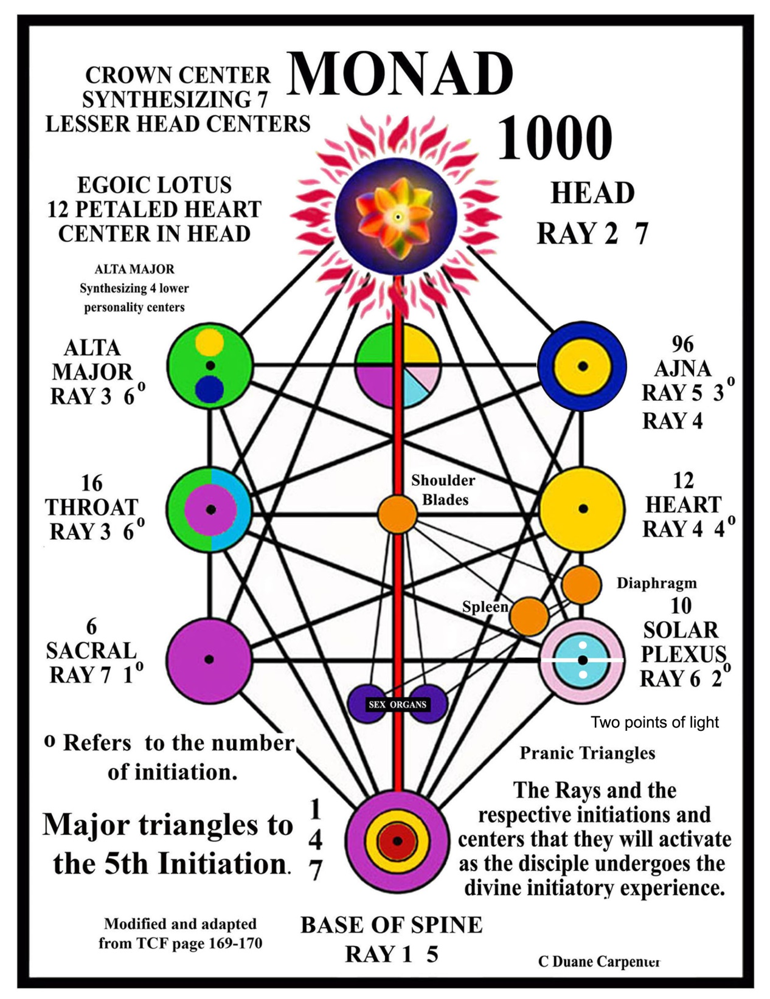 MONAD
CROWN CENTER
SYNTHESIZING 7
LESSER HEAD CENTERS
1000
HEAD
RAY 2 7
EGOIC LOTUS
12 PETALED HEART
CENTER IN HEAD
ALTA MAJOR
Synthesizing 4 lower
personality centers
ALTA
MAJOR
RAY 3 6º
96
AJNA
RAY 5 3º
RAY 4
Shoulder
Blades
16
THROAT
RAY 3 6º
12
HEART
RAY 4 4º
Diaphragm
Spleen
6
SACRAL
RAY 7 1º
10
SOLAR
PLEXUS
RAY 6 2º
SEX ORGANS
Two points of light
º Refers to the number
of initiation.
Pranic Triangles
Major triangles to
the 5th Initiation.
1
4
7
The Rays and the
respective initiations and
centers that they will activate
as the disciple undergoes the
divine initiatory experience.
Modified and adapted
from TCF page 169-170
BASE OF SPINE
RAY 1 5
C Duane Carpenter